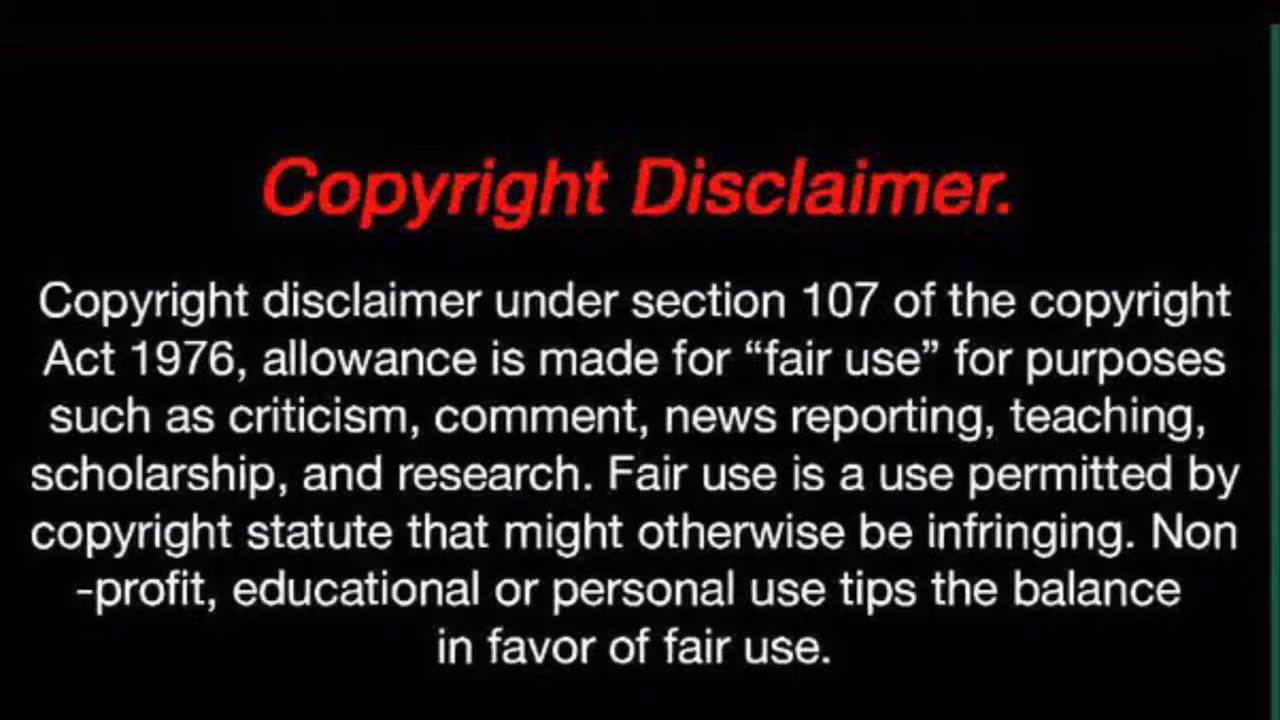 Copyright Disclaimer.
Copyright disclaimer under section 107 of the copyright
Act 1976, allowance is made for “fair use” for purposes
such as criticism, comment, news reporting, teaching,
scholarship, and research. Fair use is a use permitted by
copyright statute that might otherwise be infringing. Non
-profit, educational or personal use tips the balance
in favor of fair use.